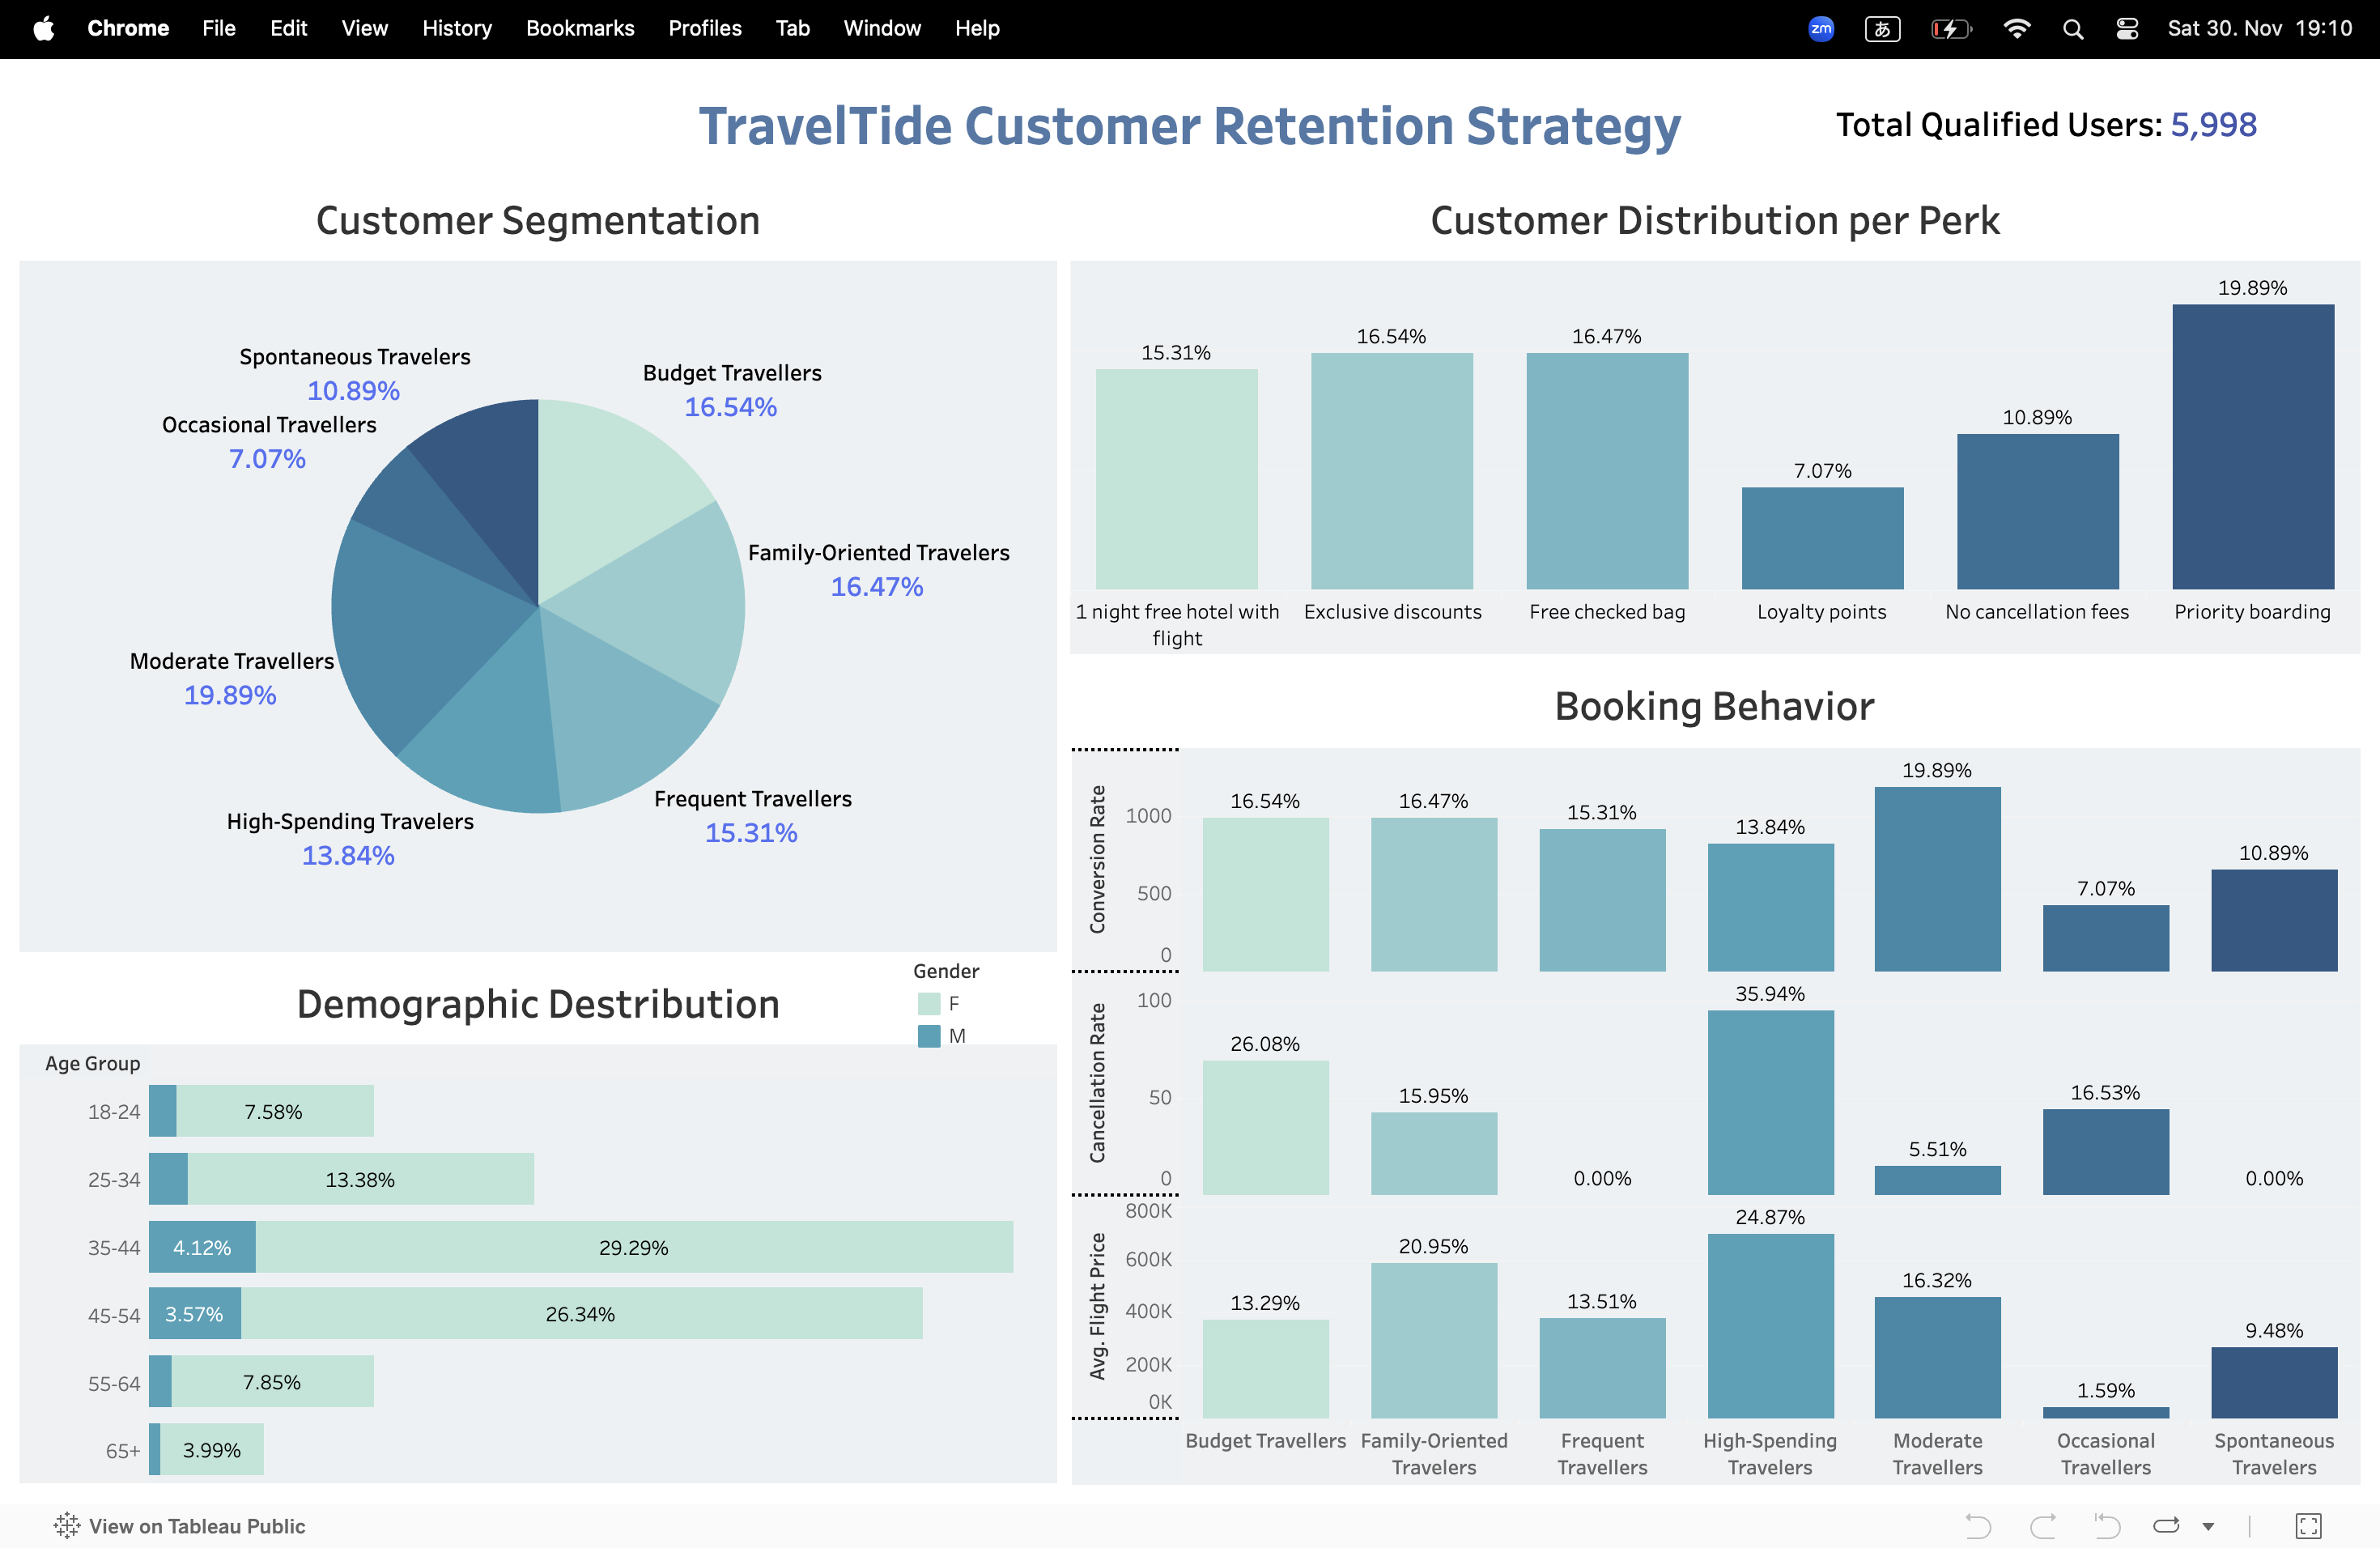 Chrome File Edit View History Bookmarks Profiles Tab Window Help
zm あ Sat 30. Nov 19:10
TravelTide Customer Retention Strategy
Total Qualified Users: 5,998
Customer Segmentation
Spontaneous Travelers
10.89%
Budget Travellers
16.54%
Occasional Travellers
7.07%
Family-Oriented Travelers
16.47%
Moderate Travellers
19.89%
Frequent Travellers
15.31%
High-Spending Travelers
13.84%
Customer Distribution per Perk
15.31% 16.54% 16.47% 7.07% 10.89% 19.89%
1 night free hotel with flight
Exclusive discounts
Free checked bag
Loyalty points
No cancellation fees
Priority boarding
Demographic Destribution
Gender
F
M
Age Group
18-24 7.58%
25-34 13.38%
35-44 4.12% 29.29%
45-54 3.57% 26.34%
55-64 7.85%
65+ 3.99%
Booking Behavior
Conversion Rate
1000
500
0
16.54% 16.47% 15.31% 13.84% 19.89% 7.07% 10.89%
Cancellation Rate
100
50
0
26.08% 15.95% 0.00% 35.94% 5.51% 16.53% 0.00%
Avg. Flight Price
800K
600K
400K
200K
0K
13.29% 20.95% 13.51% 24.87% 16.32% 1.59% 9.48%
Budget Travellers
Family-Oriented Travelers
Frequent Travellers
High-Spending Travelers
Moderate Travellers
Occasional Travellers
Spontaneous Travelers
View on Tableau Public